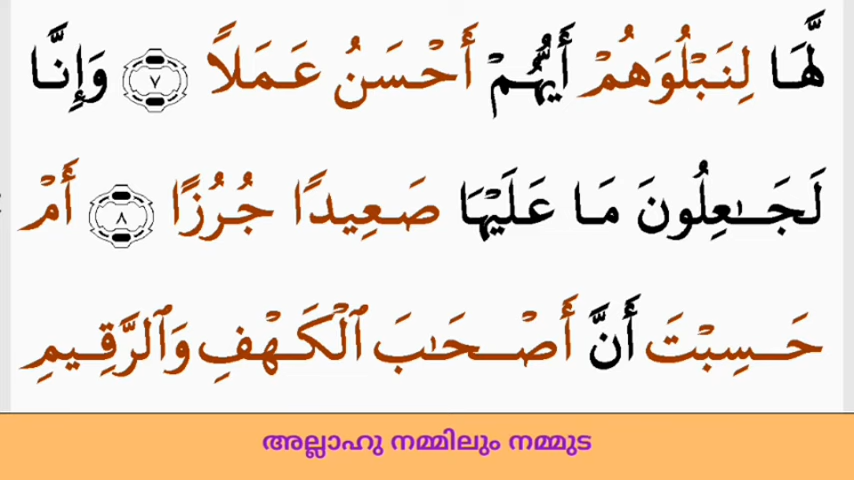 لَّهَا لِنَبْلُوَهُمْ أَيُّهُمْ أَحْسَنُ عَمَلًا ٧ وَإِنَّا
لَجَـٰعِلُونَ مَا عَلَيْهَا صَعِيدًا جُرُزًا ٨ أَمْ
حَسِبْتَ أَنَّ أَصْحَـٰبَ ٱلْكَهْفِ وَٱلرَّقِيمِ
അല്ലാഹു നമ്മിലും നമ്മുട